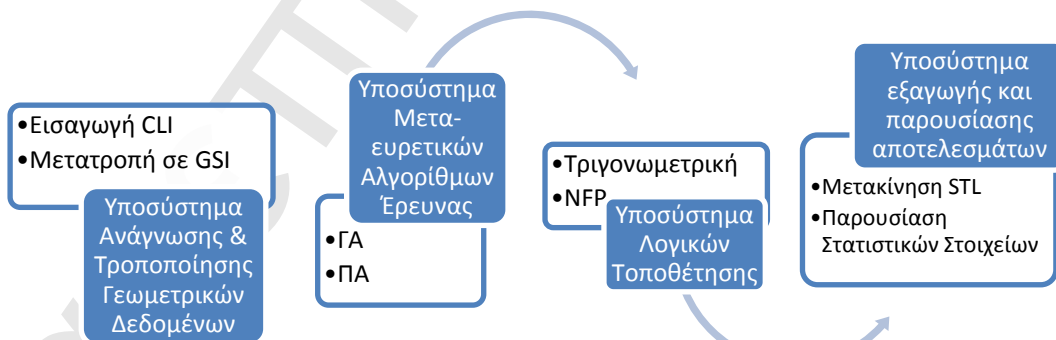 •Εισαγωγή CLI
•Μετατροπή σε GSI
Υποσύστημα
Ανάγνωσης &
Τροποποίησης
Γεωμετρικών
Δεδομένων
Υποσύστημα
Μετα-
ευρετικών
Αλγορίθμων
Έρευνας
•ΓΑ
•ΠΑ
•Τριγωνομετρική
•NFP
Υποσύστημα
Λογικών
Τοποθέτησης
Υποσύστημα
εξαγωγής και
παρουσίασης
αποτελεσμάτων
•Μετακίνηση STL
•Παρουσίαση
Στατιστικών Στοιχείων